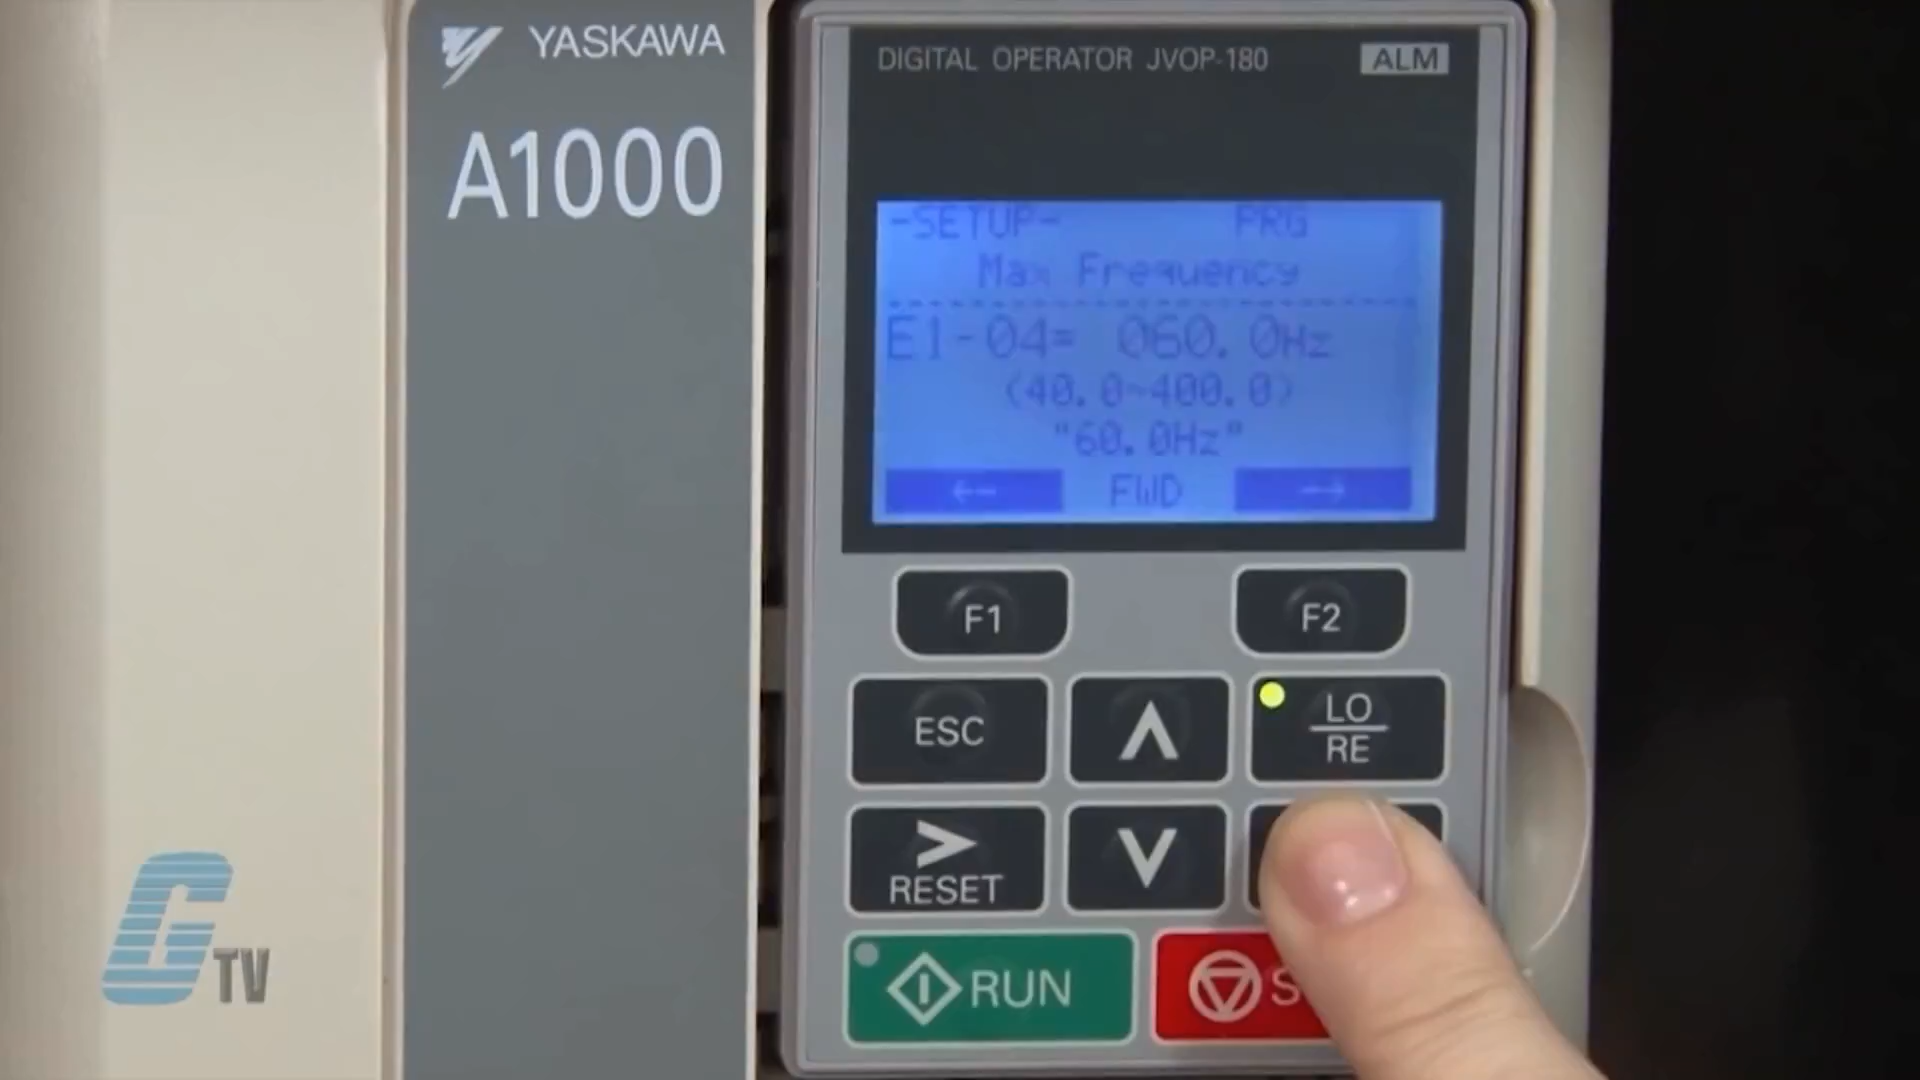 YASKAWA
A1000
DIGITAL OPERATOR JVOP-180
ALM
-SETUP- PRG
Max Frequency
E1-04= 060.0Hz
(40.0~400.0)
"60.0Hz"
← FWD →
F1 F2
ESC ∧ LO
RE
> ∨
RESET
RUN
G TV